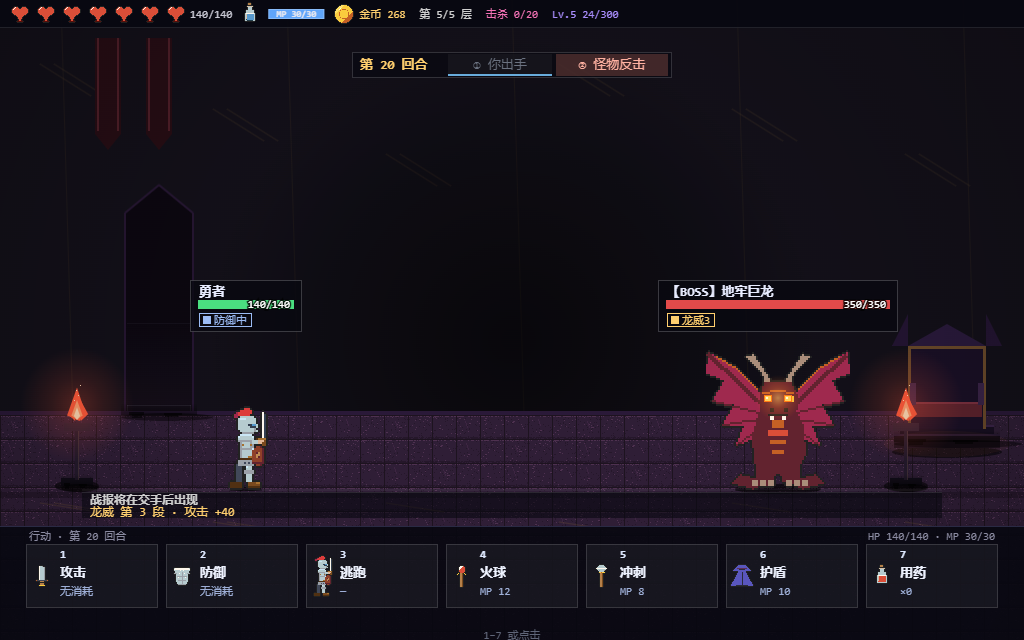 140/140 MP 30/30 金币 268 第 5/5 层 击杀 0/20 Lv.5 24/300
第 20 回合 你出手 怪物反击
勇者
140/140
防御中
【BOSS】地牢巨龙
350/350
龙威3
战报将在交手后出现
龙威 第 3 段 · 攻击 +40
行动 · 第 20 回合 HP 140/140 · MP 30/30
1
攻击
无消耗
2
防御
无消耗
3
逃跑
—
4
火球
MP 12
5
冲刺
MP 8
6
护盾
MP 10
7
用药
×0
1-7 或点击